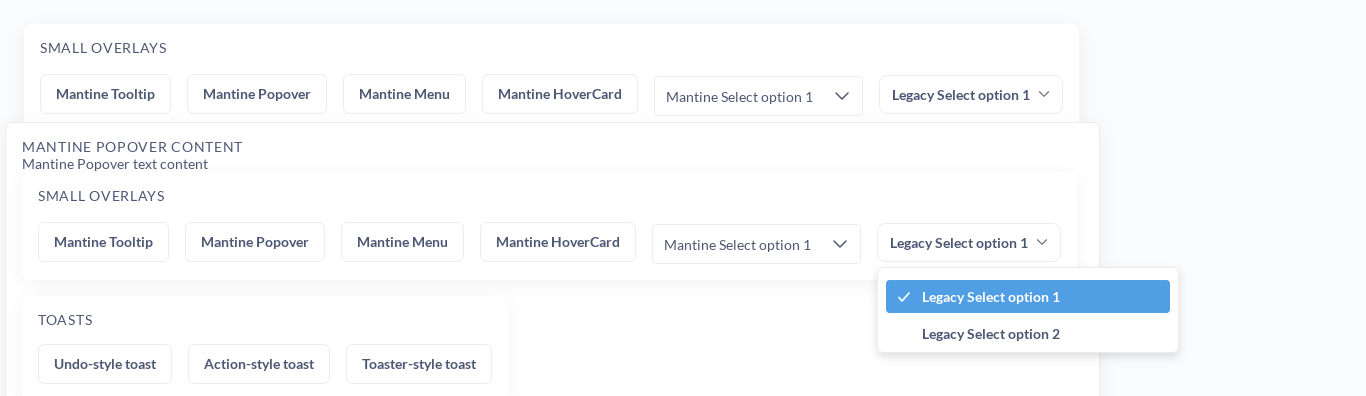 SMALL OVERLAYS
Mantine Tooltip Mantine Popover Mantine Menu Mantine HoverCard Mantine Select option 1 Legacy Select option 1
MANTINE POPOVER CONTENT
Mantine Popover text content
SMALL OVERLAYS
Mantine Tooltip Mantine Popover Mantine Menu Mantine HoverCard Mantine Select option 1 Legacy Select option 1
Legacy Select option 1
Legacy Select option 2
TOASTS
Undo-style toast Action-style toast Toaster-style toast